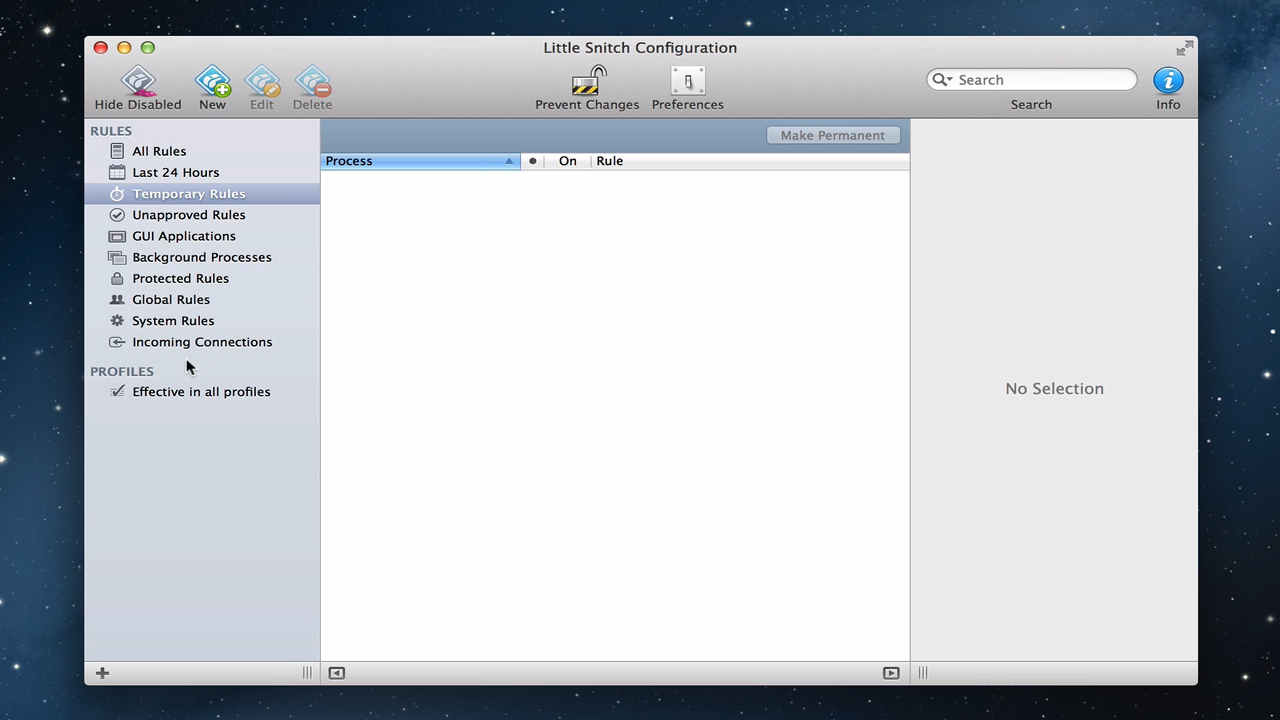 Little Snitch Configuration
Hide Disabled
New
Edit
Delete
Prevent Changes
Preferences
Search
Search
Info
RULES
All Rules
Last 24 Hours
Temporary Rules
Unapproved Rules
GUI Applications
Background Processes
Protected Rules
Global Rules
System Rules
Incoming Connections
PROFILES
Effective in all profiles
Make Permanent
Process
On
Rule
No Selection